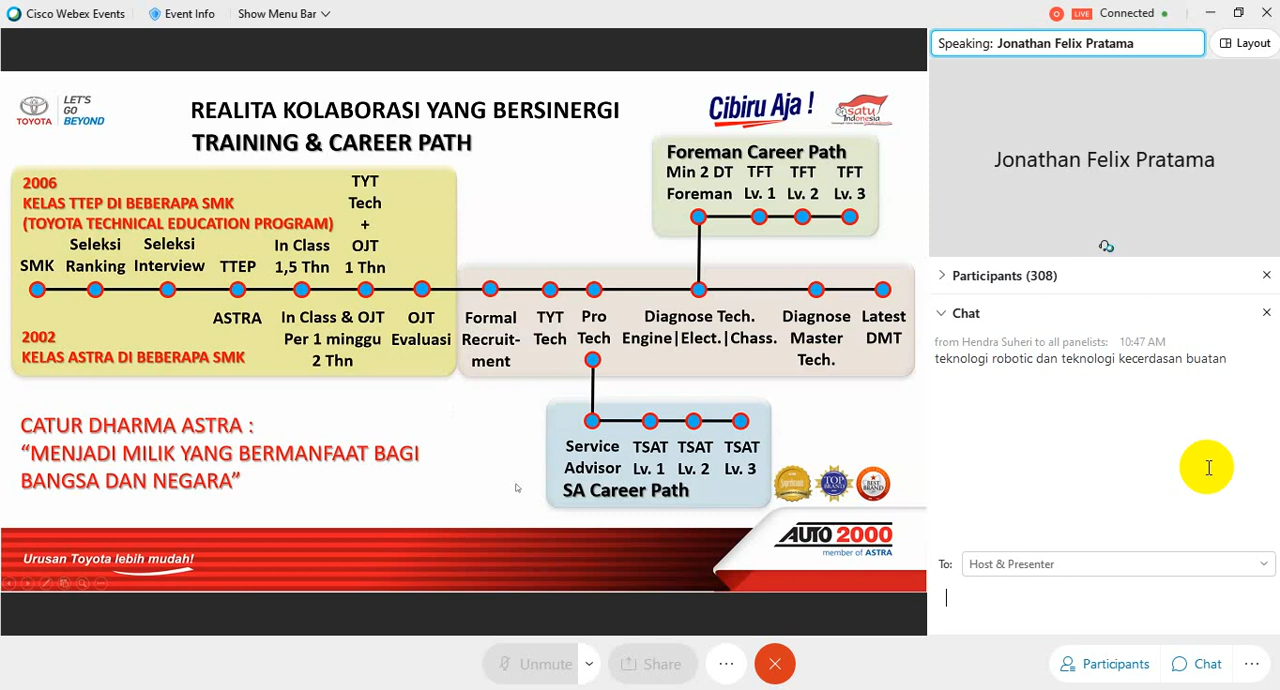 Cisco Webex Events
Event Info
Show Menu Bar
LIVE
Connected
Speaking: Jonathan Felix Pratama
Layout
TOYOTA
LET'S
GO
BEYOND
REALITA KOLABORASI YANG BERSINERGI
TRAINING & CAREER PATH
Cibiru Aja !
satu
Indonesia
Foreman Career Path
Min 2 DT TFT TFT TFT
Foreman Lv. 1 Lv. 2 Lv. 3
2006
KELAS TTEP DI BEBERAPA SMK
(TOYOTA TECHNICAL EDUCATION PROGRAM)
SMK
Seleksi
Ranking
Seleksi
Interview
TTEP
In Class
1,5 Thn
TYT
Tech
+
OJT
1 Thn
ASTRA
In Class & OJT
Per 1 minggu
2 Thn
OJT
Evaluasi
2002
KELAS ASTRA DI BEBERAPA SMK
Formal
Recruit-
ment
TYT
Tech
Pro
Tech
Diagnose Tech.
Engine|Elect.|Chass.
Diagnose
Master
Tech.
Latest
DMT
Service TSAT TSAT TSAT
Advisor Lv. 1 Lv. 2 Lv. 3
SA Career Path
CATUR DHARMA ASTRA :
“MENJADI MILIK YANG BERMANFAAT BAGI
BANGSA DAN NEGARA”
TOP
BRAND
BEST
BRAND
Urusan Toyota lebih mudah!
AUTO 2000
member of ASTRA
Jonathan Felix Pratama
Participants (308)
Chat
from Hendra Suheri to all panelists: 10:47 AM
teknologi robotic dan teknologi kecerdasan buatan
To: Host & Presenter
Unmute
Share
Participants
Chat